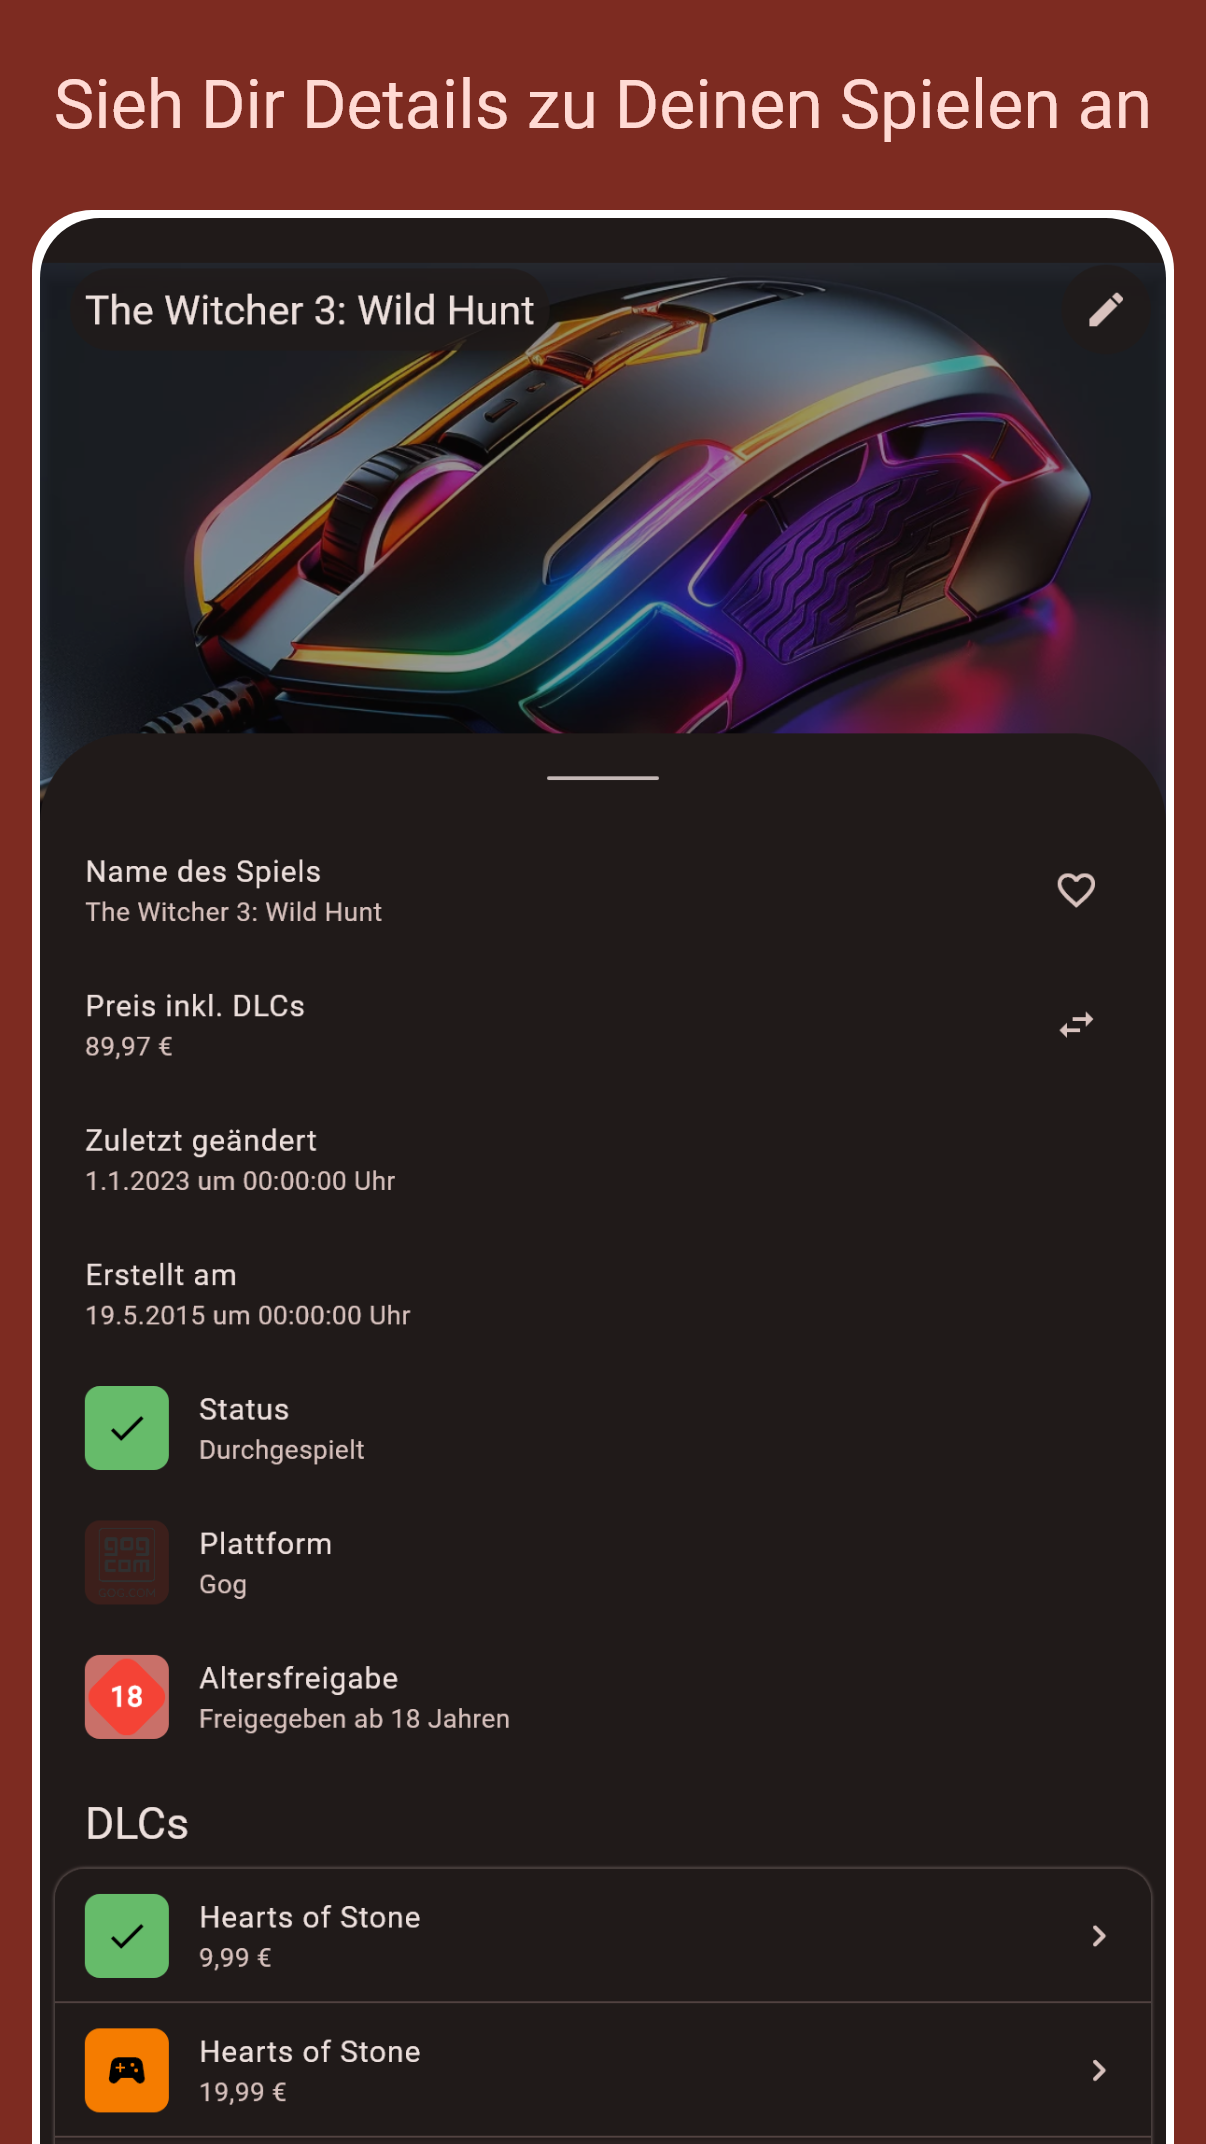 Sieh Dir Details zu Deinen Spielen an
The Witcher 3: Wild Hunt
Name des Spiels
The Witcher 3: Wild Hunt
Preis inkl. DLCs
89,97 €
Zuletzt geändert
1.1.2023 um 00:00:00 Uhr
Erstellt am
19.5.2015 um 00:00:00 Uhr
Status
Durchgespielt
gog
com
GOG.COM
Plattform
Gog
18
Altersfreigabe
Freigegeben ab 18 Jahren
DLCs
Hearts of Stone
9,99 €
Hearts of Stone
19,99 €